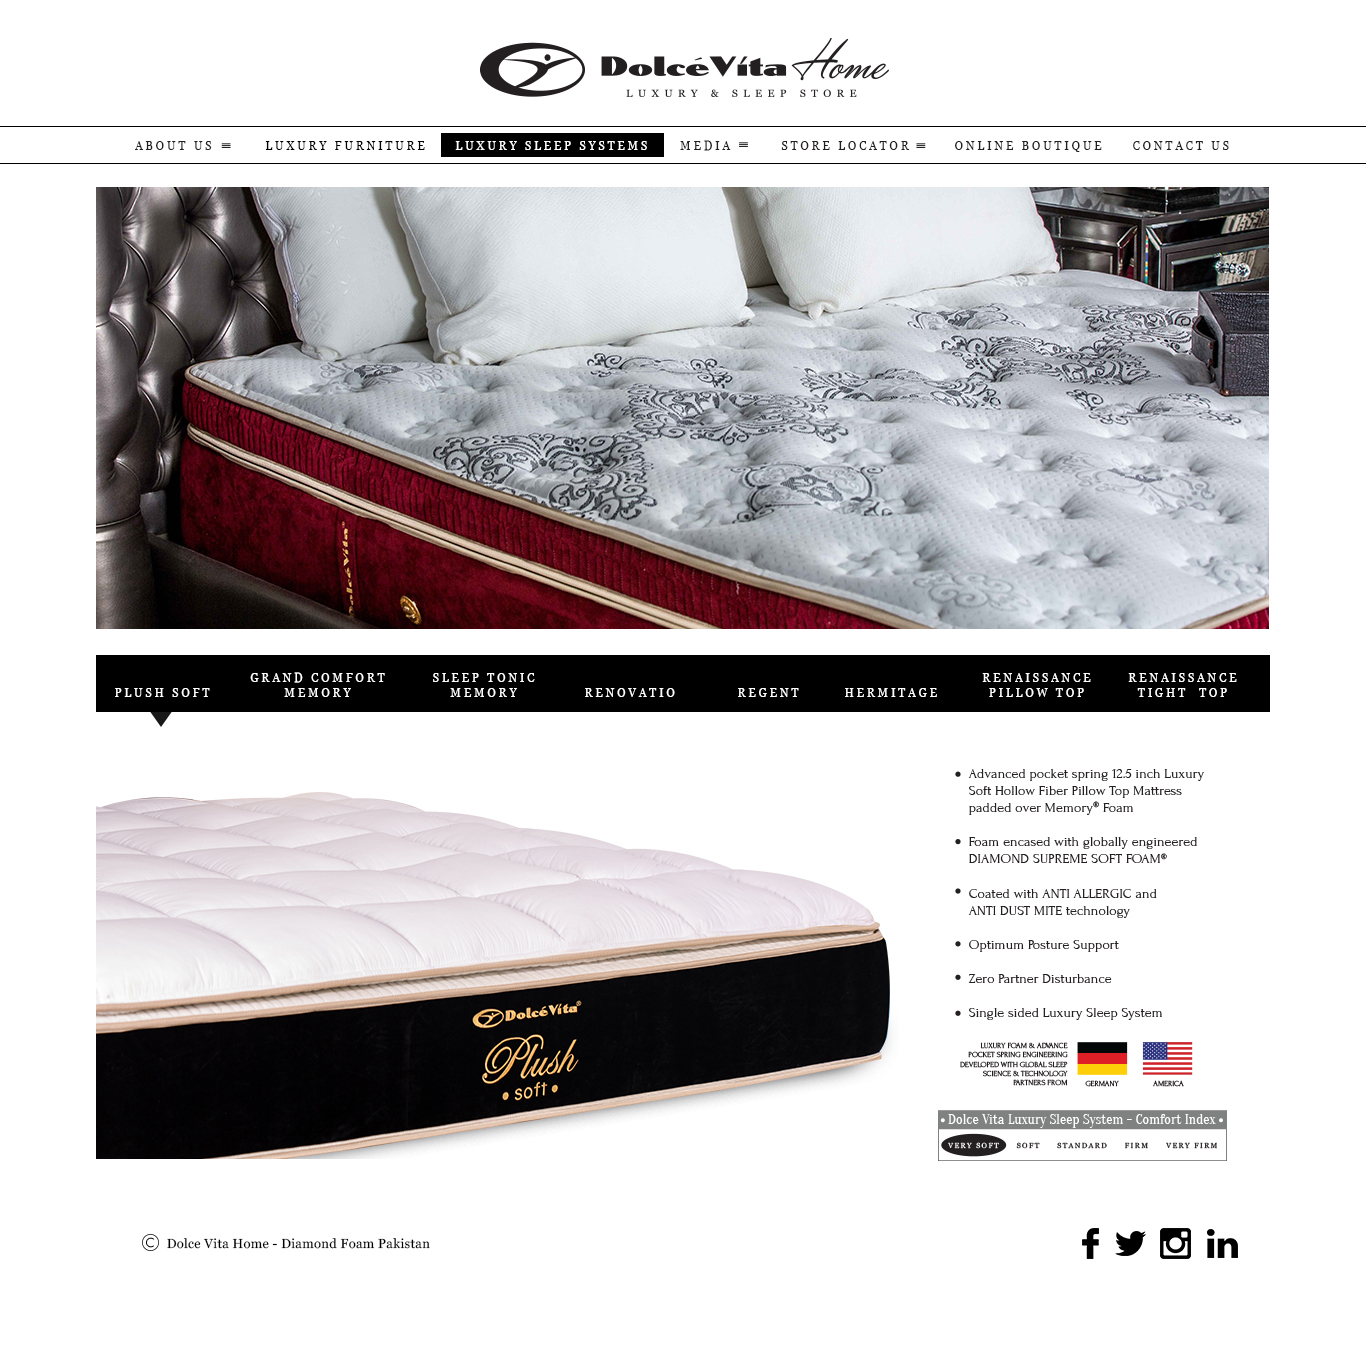 DolcéVita Home
LUXURY & SLEEP STORE
ABOUT US
LUXURY FURNITURE
LUXURY SLEEP SYSTEMS
MEDIA
STORE LOCATOR
ONLINE BOUTIQUE
CONTACT US
PLUSH SOFT
GRAND COMFORT
MEMORY
SLEEP TONIC
MEMORY
RENOVATIO
REGENT
HERMITAGE
RENAISSANCE
PILLOW TOP
RENAISSANCE
TIGHT TOP
• Advanced pocket spring 12.5 inch Luxury
Soft Hollow Fiber Pillow Top Mattress
padded over Memory® Foam
• Foam encased with globally engineered
DIAMOND SUPREME SOFT FOAM®
• Coated with ANTI ALLERGIC and
ANTI DUST MITE technology
• Optimum Posture Support
• Zero Partner Disturbance
• Single sided Luxury Sleep System
DolcéVita®
Plush
• soft •
LUXURY FOAM & ADVANCE
POCKET SPRING ENGINEERING
DEVELOPED WITH GLOBAL SLEEP
SCIENCE & TECHNOLOGY
PARTNERS FROM
GERMANY
AMERICA
• Dolce Vita Luxury Sleep System – Comfort Index •
VERY SOFT SOFT STANDARD FIRM VERY FIRM
© Dolce Vita Home - Diamond Foam Pakistan